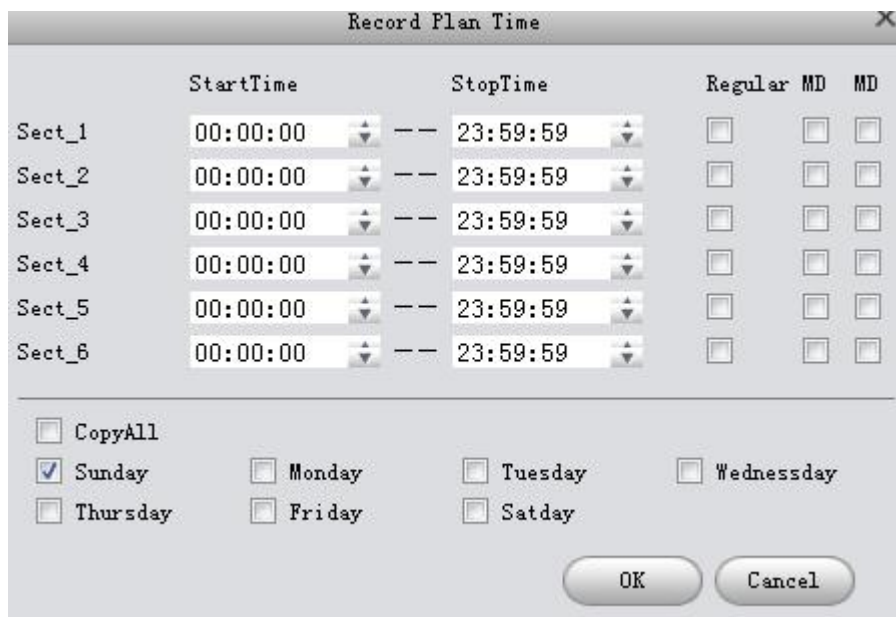 Record Plan Time X
StartTime StopTime Regular MD MD
Sect_1 00:00:00 -- 23:59:59
Sect_2 00:00:00 -- 23:59:59
Sect_3 00:00:00 -- 23:59:59
Sect_4 00:00:00 -- 23:59:59
Sect_5 00:00:00 -- 23:59:59
Sect_6 00:00:00 -- 23:59:59
CopyAll
Sunday Monday Tuesday Wednessday
Thursday Friday Satday
OK Cancel